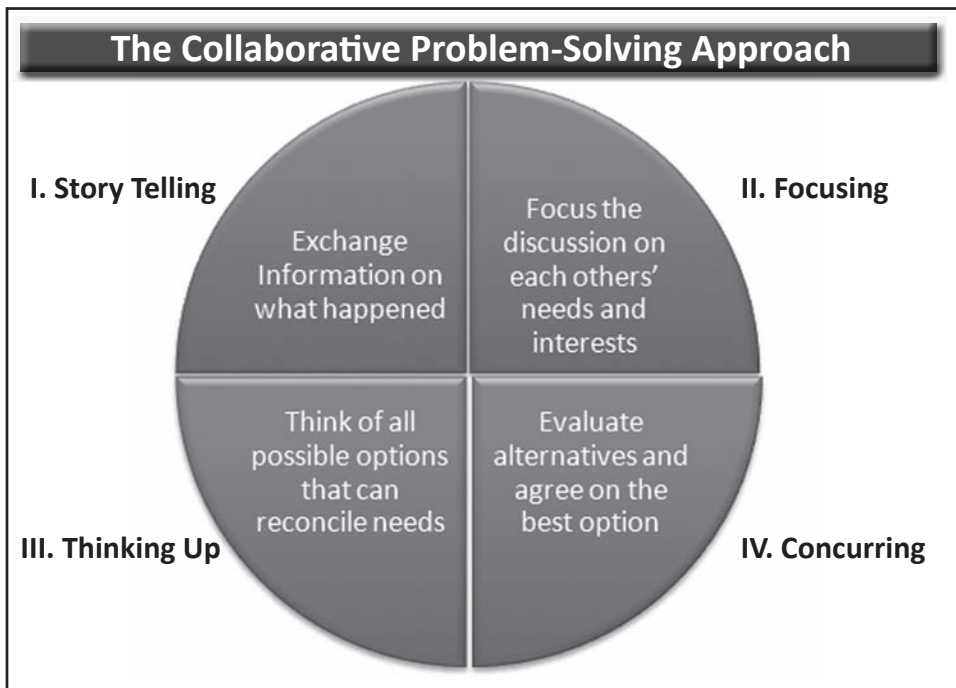 The Collaborative Problem-Solving Approach
I. Story Telling
Exchange
Information on
what happened
II. Focusing
Focus the
discussion on
each others'
needs and
interests
III. Thinking Up
Think of all
possible options
that can
reconcile needs
IV. Concurring
Evaluate
alternatives and
agree on the
best option